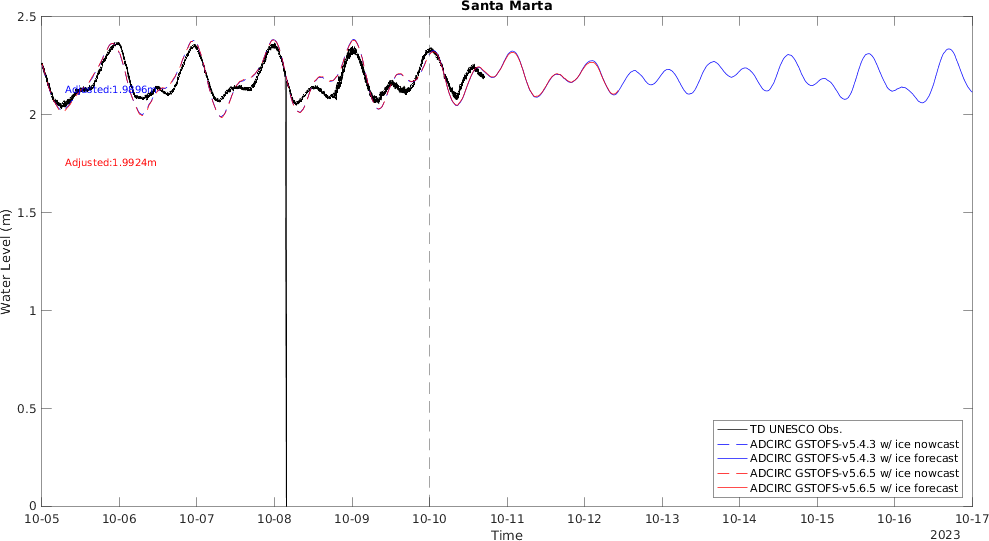 Santa Marta
Water Level (m)
2.5
2
1.5
1
0.5
0
Adjusted:1.9896m
Adjusted:1.9924m
TD UNESCO Obs.
ADCIRC GSTOFS-v5.4.3 w/ ice nowcast
ADCIRC GSTOFS-v5.4.3 w/ ice forecast
ADCIRC GSTOFS-v5.6.5 w/ ice nowcast
ADCIRC GSTOFS-v5.6.5 w/ ice forecast
10-05 10-06 10-07 10-08 10-09 10-10 10-11 10-12 10-13 10-14 10-15 10-16 10-17
Time
2023